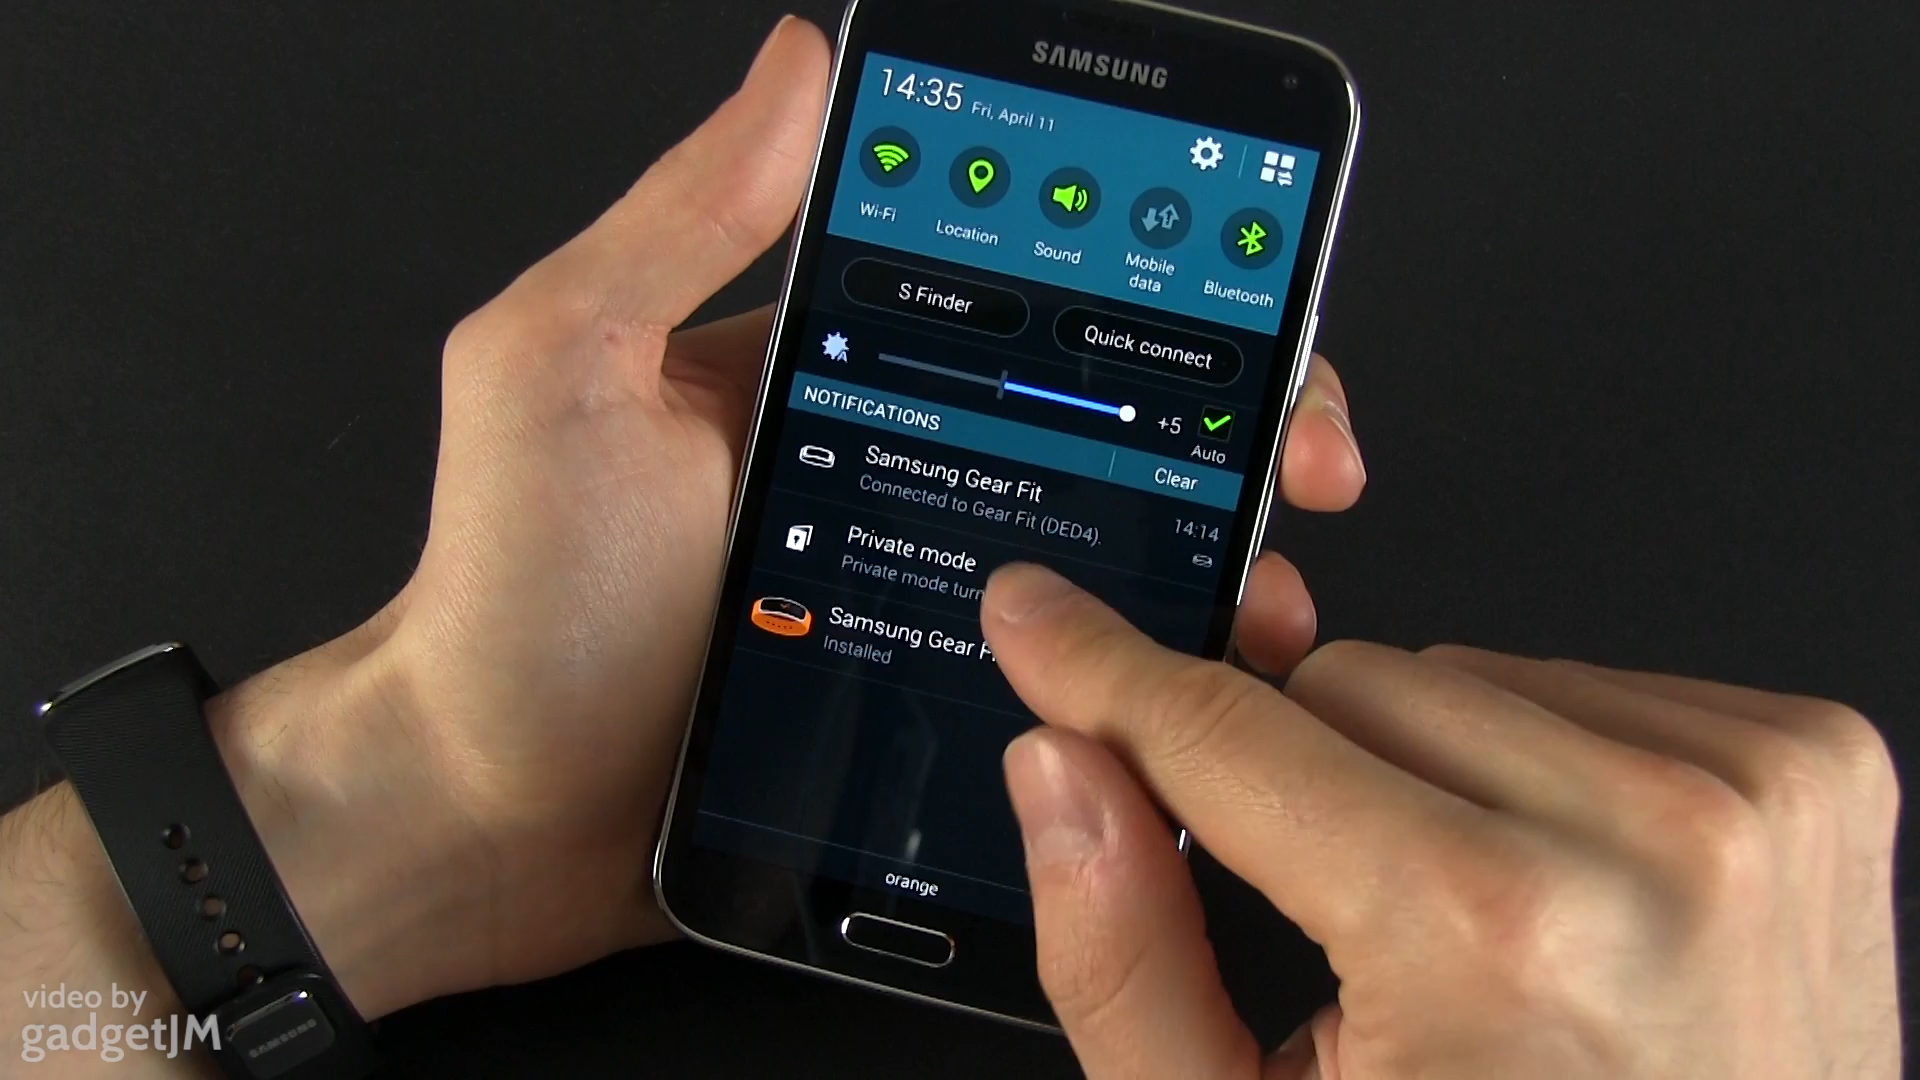 SAMSUNG
14:35 Fri, April 11
Wi-Fi
Location
Sound
Mobile
data
Bluetooth
S Finder
Quick connect
+5
Auto
NOTIFICATIONS
Clear
Samsung Gear Fit
Connected to Gear Fit (DED4).
14:14
Private mode
Private mode
Samsung Gear
Installed
orange
video by
gadgetJM
SAMSUNG